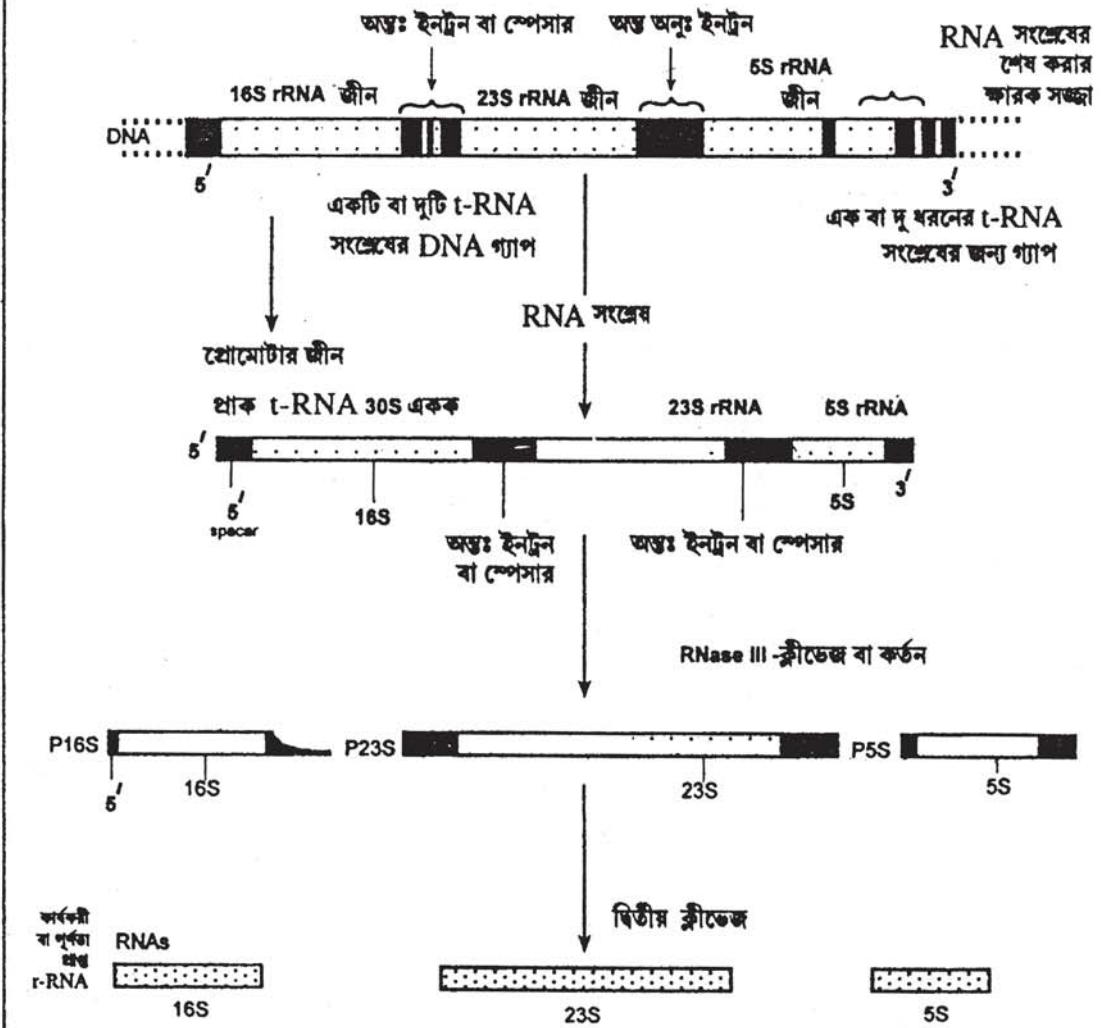 অন্তঃ ইনট্রন বা স্পেসার
অন্ত অনুঃ ইনট্রন
RNA সংশ্লেষের
শেষ করার
ক্ষারক সজ্জা
16S rRNA জীন
23S rRNA জীন
5S rRNA
জীন
DNA
5'
3'
একটি বা দুটি t-RNA
সংশ্লেষের DNA গ্যাপ
এক বা দু ধরনের t-RNA
সংশ্লেষের জন্য গ্যাপ
RNA সংশ্লেষ
প্রোমোটার জীন
প্রাক t-RNA 30S একক
23S rRNA
5S rRNA
5'
5'
spacar
16S
5S
3'
অন্তঃ ইনট্রন
বা স্পেসার
অন্তঃ ইনট্রন বা স্পেসার
RNase III -ক্লীভেজ বা কর্তন
P16S
P23S
P5S
5'
16S
23S
5S
দ্বিতীয় ক্লীভেজ
কার্যকরী
বা পূর্ণতা
প্রাপ্ত
r-RNA
RNAs
16S
23S
5S